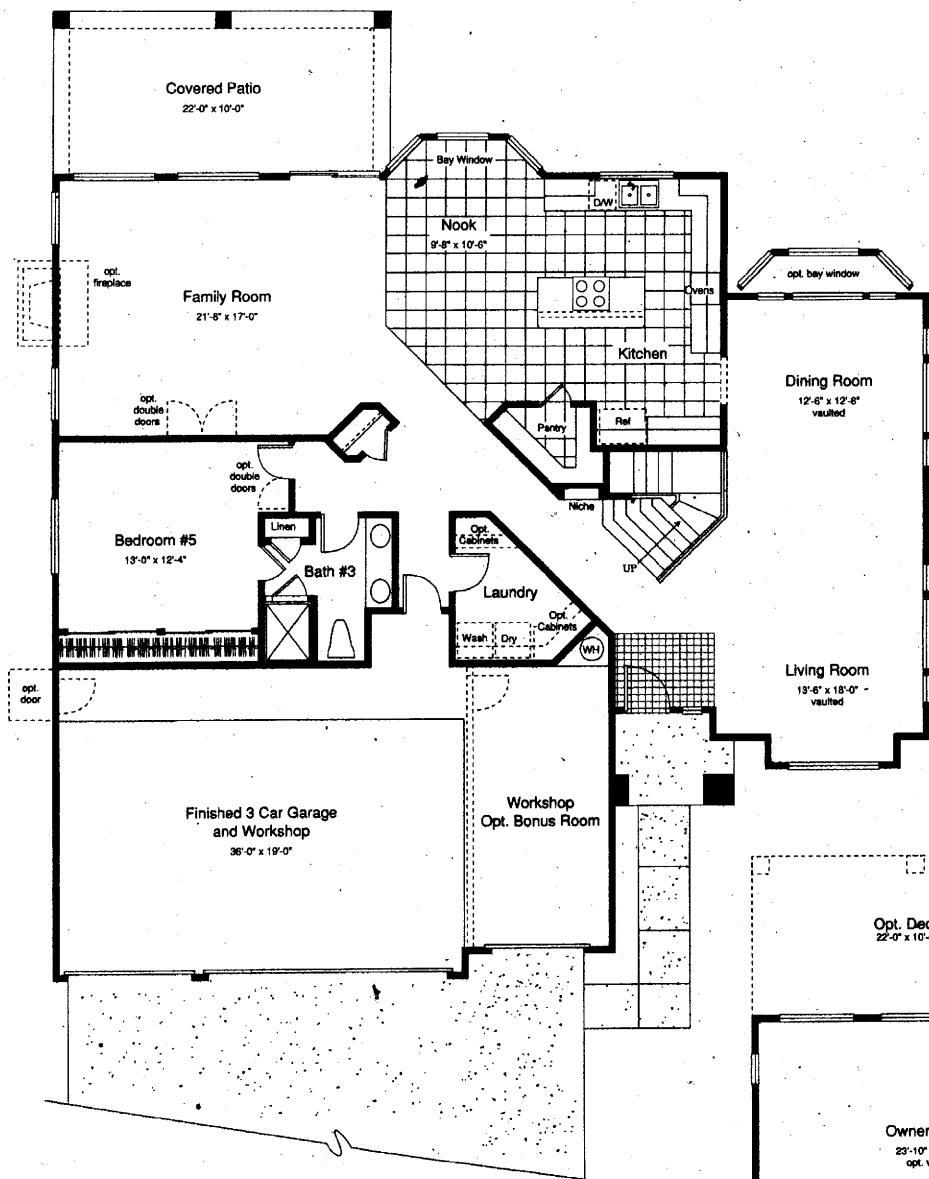 Covered Patio
22'-0" x 10'-0"
Bay Window
D/W
Nook
9'-8" x 10'-6"
opt. bay window
opt.
fireplace
Ovens
Family Room
21'-8" x 17'-0"
Kitchen
Dining Room
12'-6" x 12'-8"
vaulted
opt.
double
doors
Pantry
Ref
opt.
double
doors
Niche
Linen
Opt.
Cabinets
Bedroom #5
13'-0" x 12'-4"
Bath #3
UP
Laundry
Opt.
Cabinets
Wash
Dry
WH
Living Room
13'-6" x 18'-0"
vaulted
opt.
door
Finished 3 Car Garage
and Workshop
36'-0" x 19'-0"
Workshop
Opt. Bonus Room
Opt. Dec
22'-0" x 10'-
Owner
23'-10"
opt. v